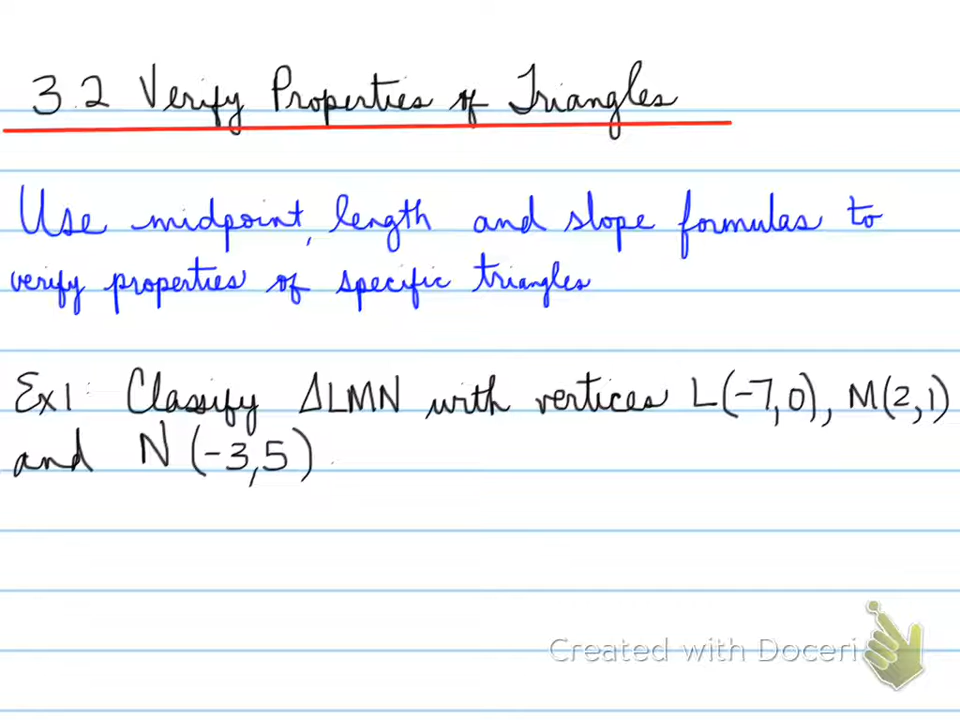 3.2 Verify Properties of Triangles
Use midpoint, length and slope formulas to
verify properties of specific triangles
Ex1: Classify ΔLMN with vertices L(-7,0), M(2,1)
and N(-3,5)
Created with Doceri